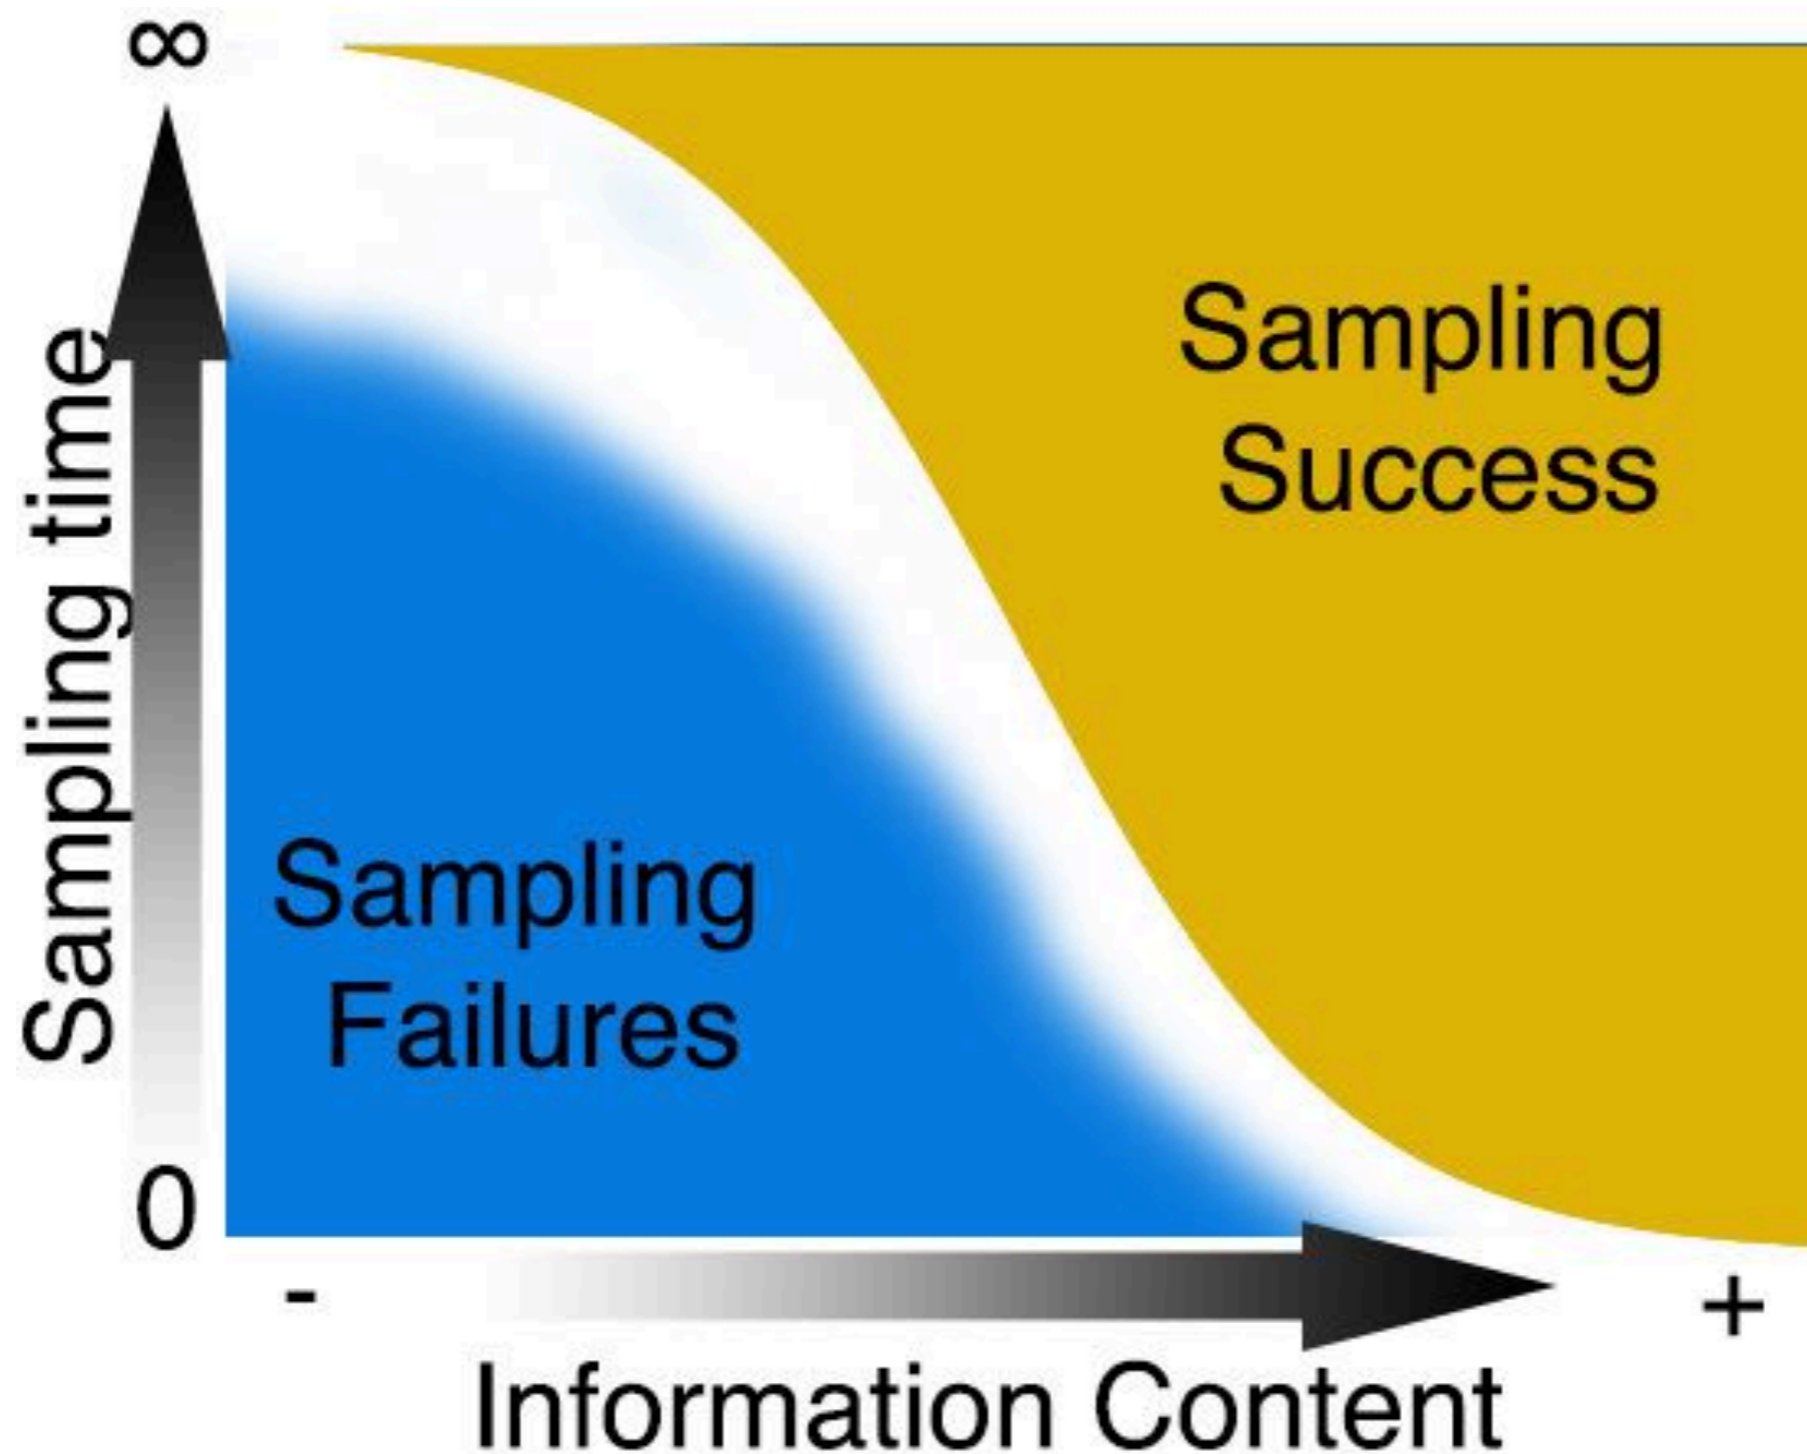 ∞
Sampling time
Sampling
Success
Sampling
Failures
0
-
+
Information Content